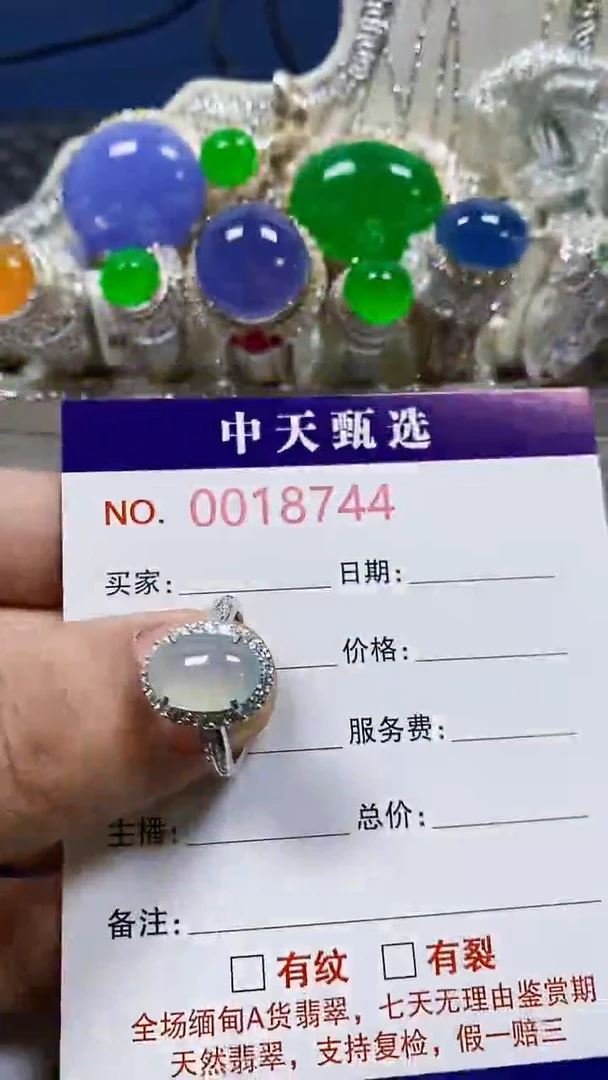 中天甄选
NO. 0018744
买家: 日期:
价格:
服务费:
主播: 总价:
备注:
□ 有纹 □ 有裂
全场缅甸A货翡翠，七天无理由鉴赏期
天然翡翠，支持复检，假一赔三